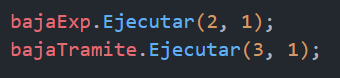 bajaExp.Ejecutar(2, 1);
bajaTramite.Ejecutar(3, 1);